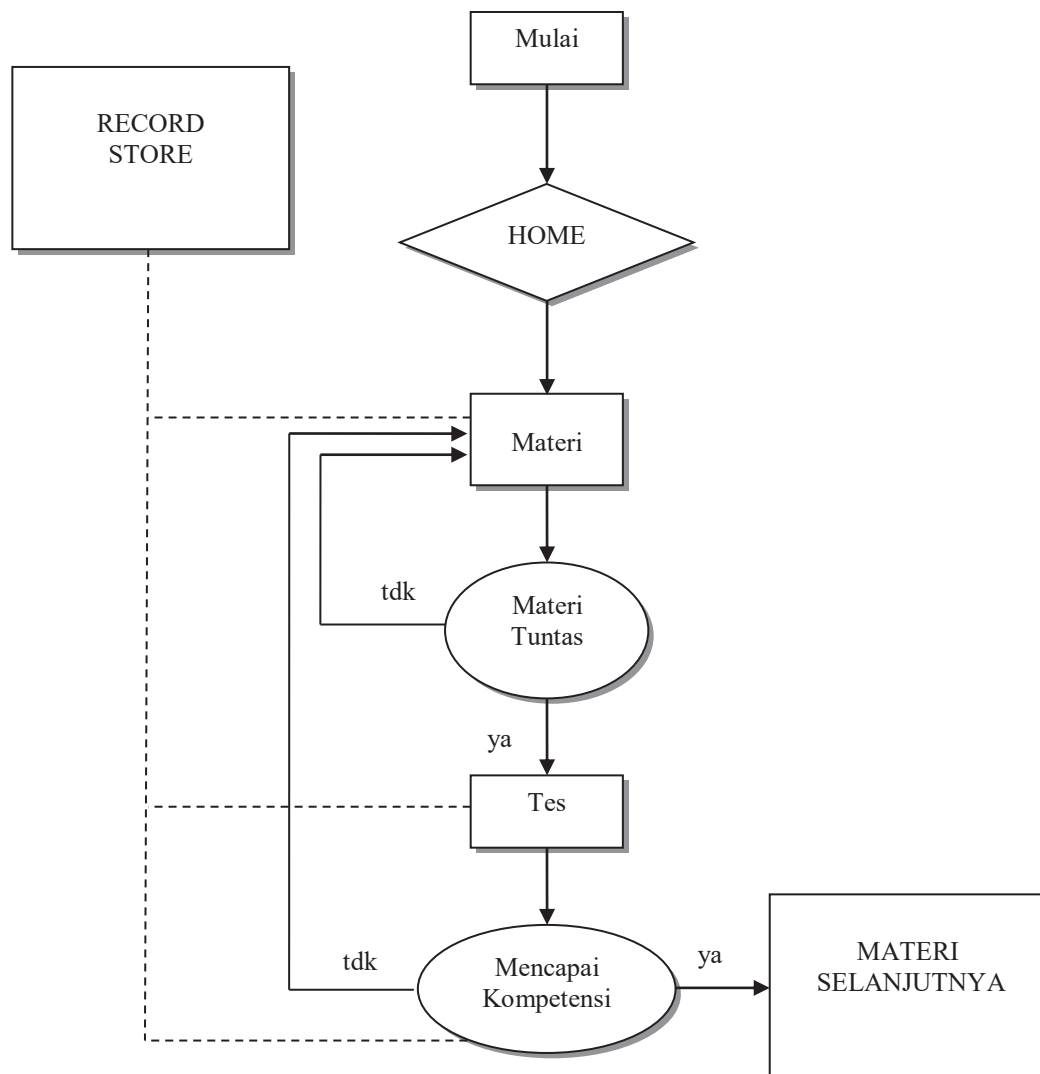 Mulai
RECORD
STORE
HOME
Materi
tdk
Materi
Tuntas
ya
Tes
tdk
Mencapai
Kompetensi
ya
MATERI
SELANJUTNYA